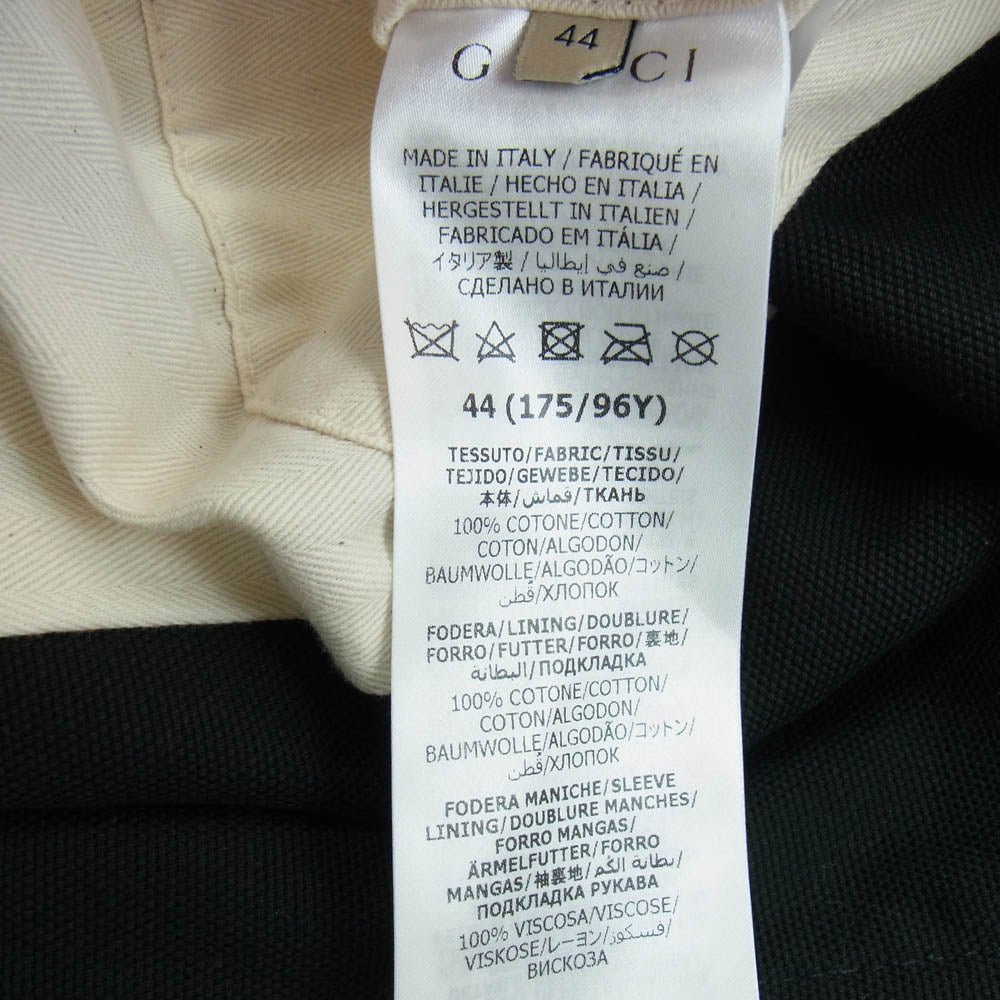 44
G CI
MADE IN ITALY / FABRIQUÉ EN
ITALIE / HECHO EN ITALIA /
HERGESTELLT IN ITALIEN /
FABRICADO EM ITÁLIA /
イタリア製 / صنع في إيطاليا /
СДЕЛАНО В ИТАЛИИ
44 (175/96Y)
TESSUTO/FABRIC/TISSU/
TEJIDO/GEWEBE/TECIDO/
本体/قماش/ТКАНЬ
100% COTONE/COTTON/
COTON/ALGODON/
BAUMWOLLE/ALGODÃO/コットン/
قُطن/ХЛОПОК
FODERA/LINING/DOUBLURE/
FORRO/FUTTER/FORRO/裏地/
البطانة/ПОДКЛАДКА
100% COTONE/COTTON/
COTON/ALGODON/
BAUMWOLLE/ALGODÃO/コットン/
قُطن/ХЛОПОК
FODERA MANICHE/SLEEVE
LINING/DOUBLURE MANCHES/
FORRO MANGAS/
ÄRMELFUTTER/FORRO
MANGAS/袖裏地/بطانة الكُم/
ПОДКЛАДКА РУКАВА
100% VISCOSA/VISCOSE/
VISKOSE/レーヨン/فسكوز/
ВИСКОЗА